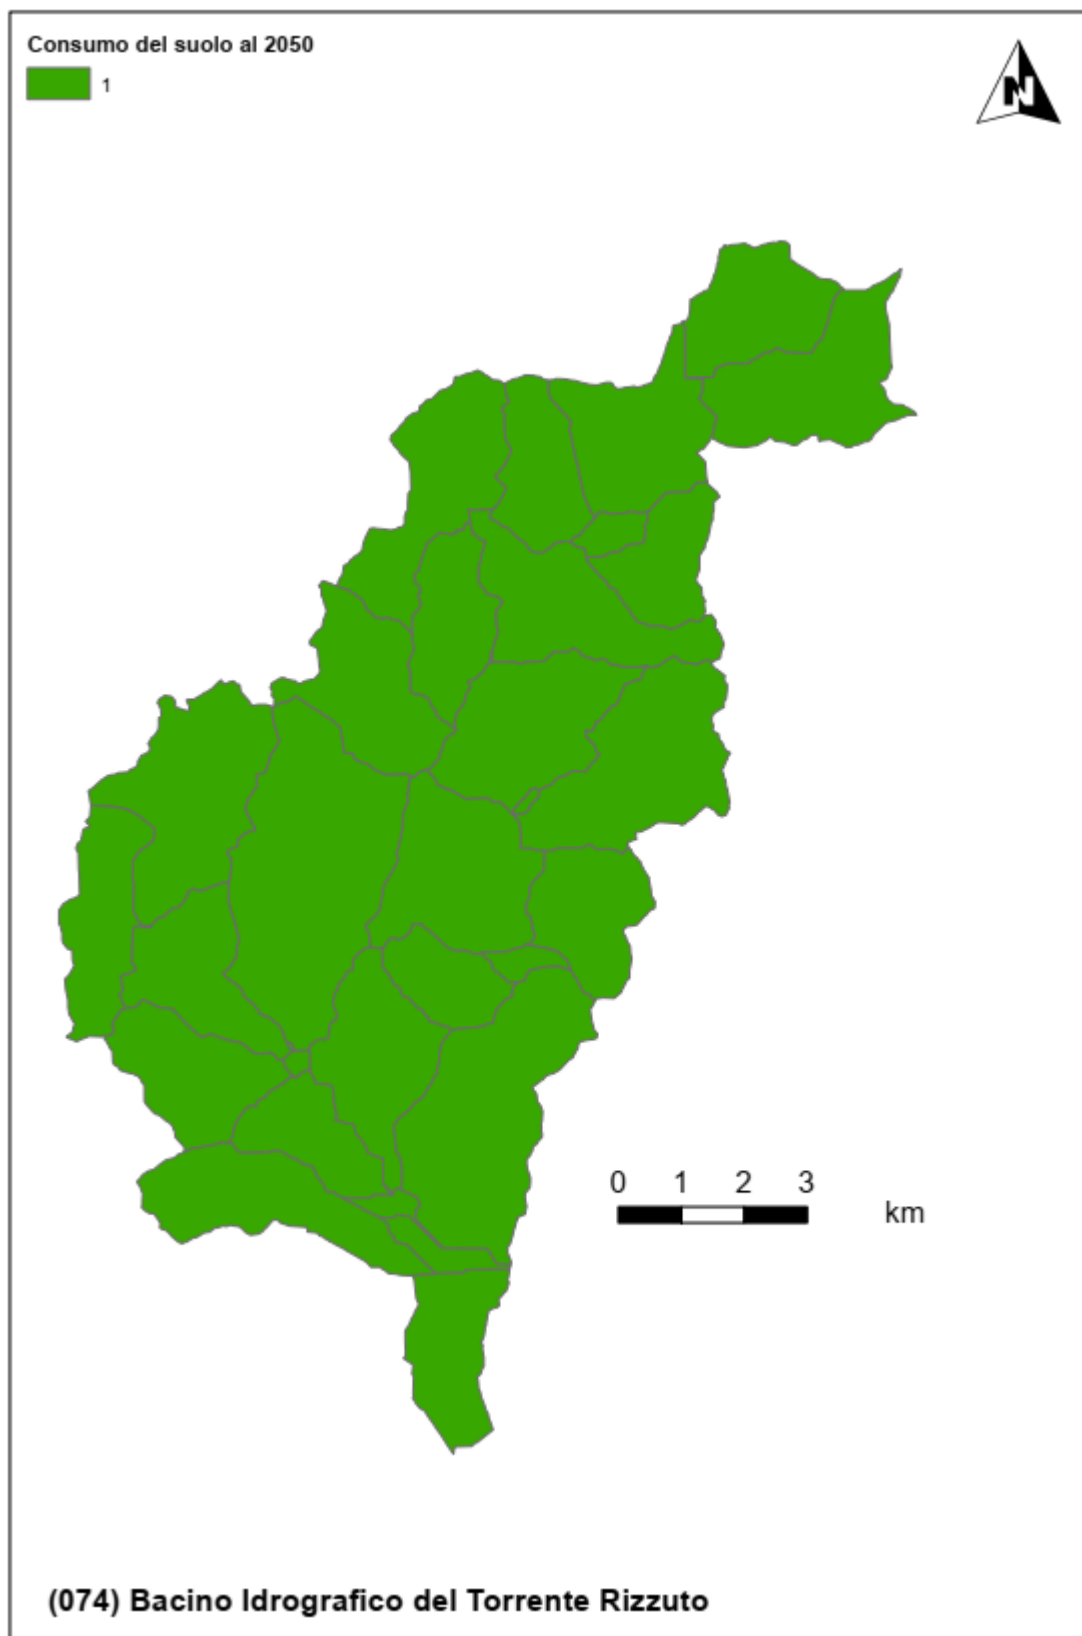 Consumo del suolo al 2050
1
N
0 1 2 3
km
(074) Bacino Idrografico del Torrente Rizzuto